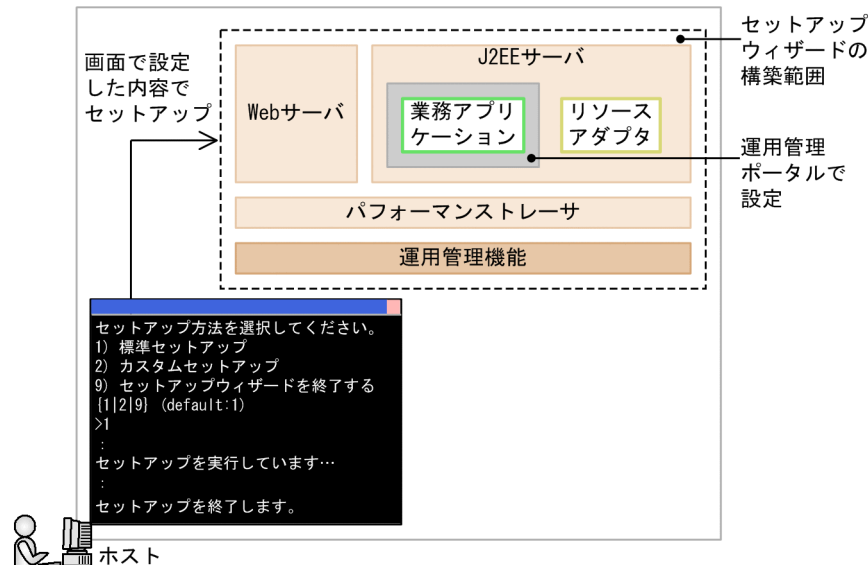 セットアップ
ウィザードの
構築範囲
画面で設定
した内容で
セットアップ
J2EEサーバ
Webサーバ
業務アプリ
ケーション
リソース
アダプタ
運用管理
ポータルで
設定
パフォーマンストレーサ
運用管理機能
セットアップ方法を選択してください。
1) 標準セットアップ
2) カスタムセットアップ
9) セットアップウィザードを終了する
{1|2|9} (default:1)
>1
:
セットアップを実行しています…
:
セットアップを終了します。
ホスト